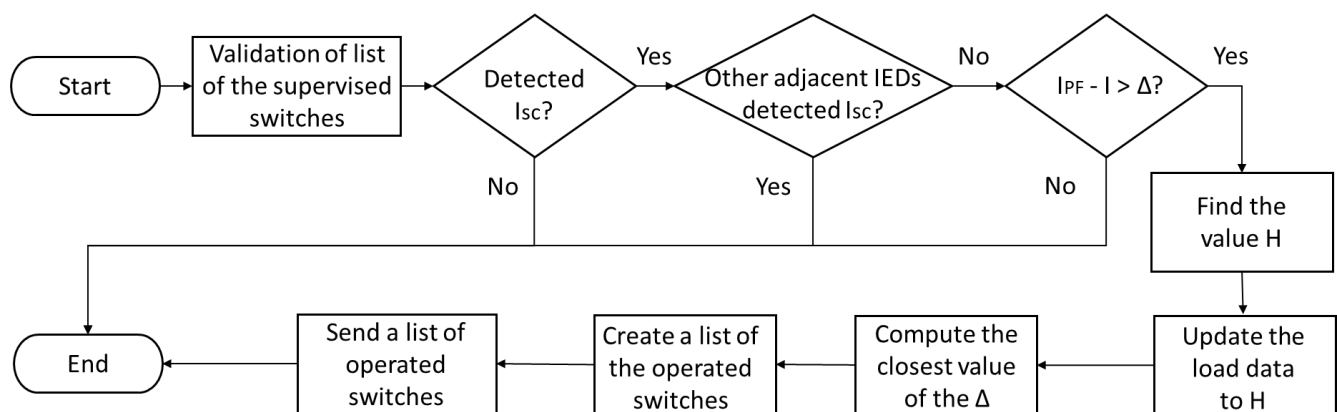 Start
Validation of list
of the supervised
switches
Detected
Isc?
Yes
Other adjacent IEDs
detected Isc?
No
IPF - I > Δ?
Yes
No
Yes
No
Find the
value H
Update the
load data
to H
Compute the
closest value
of the Δ
Create a list of
the operated
switches
Send a list of
operated
switches
End